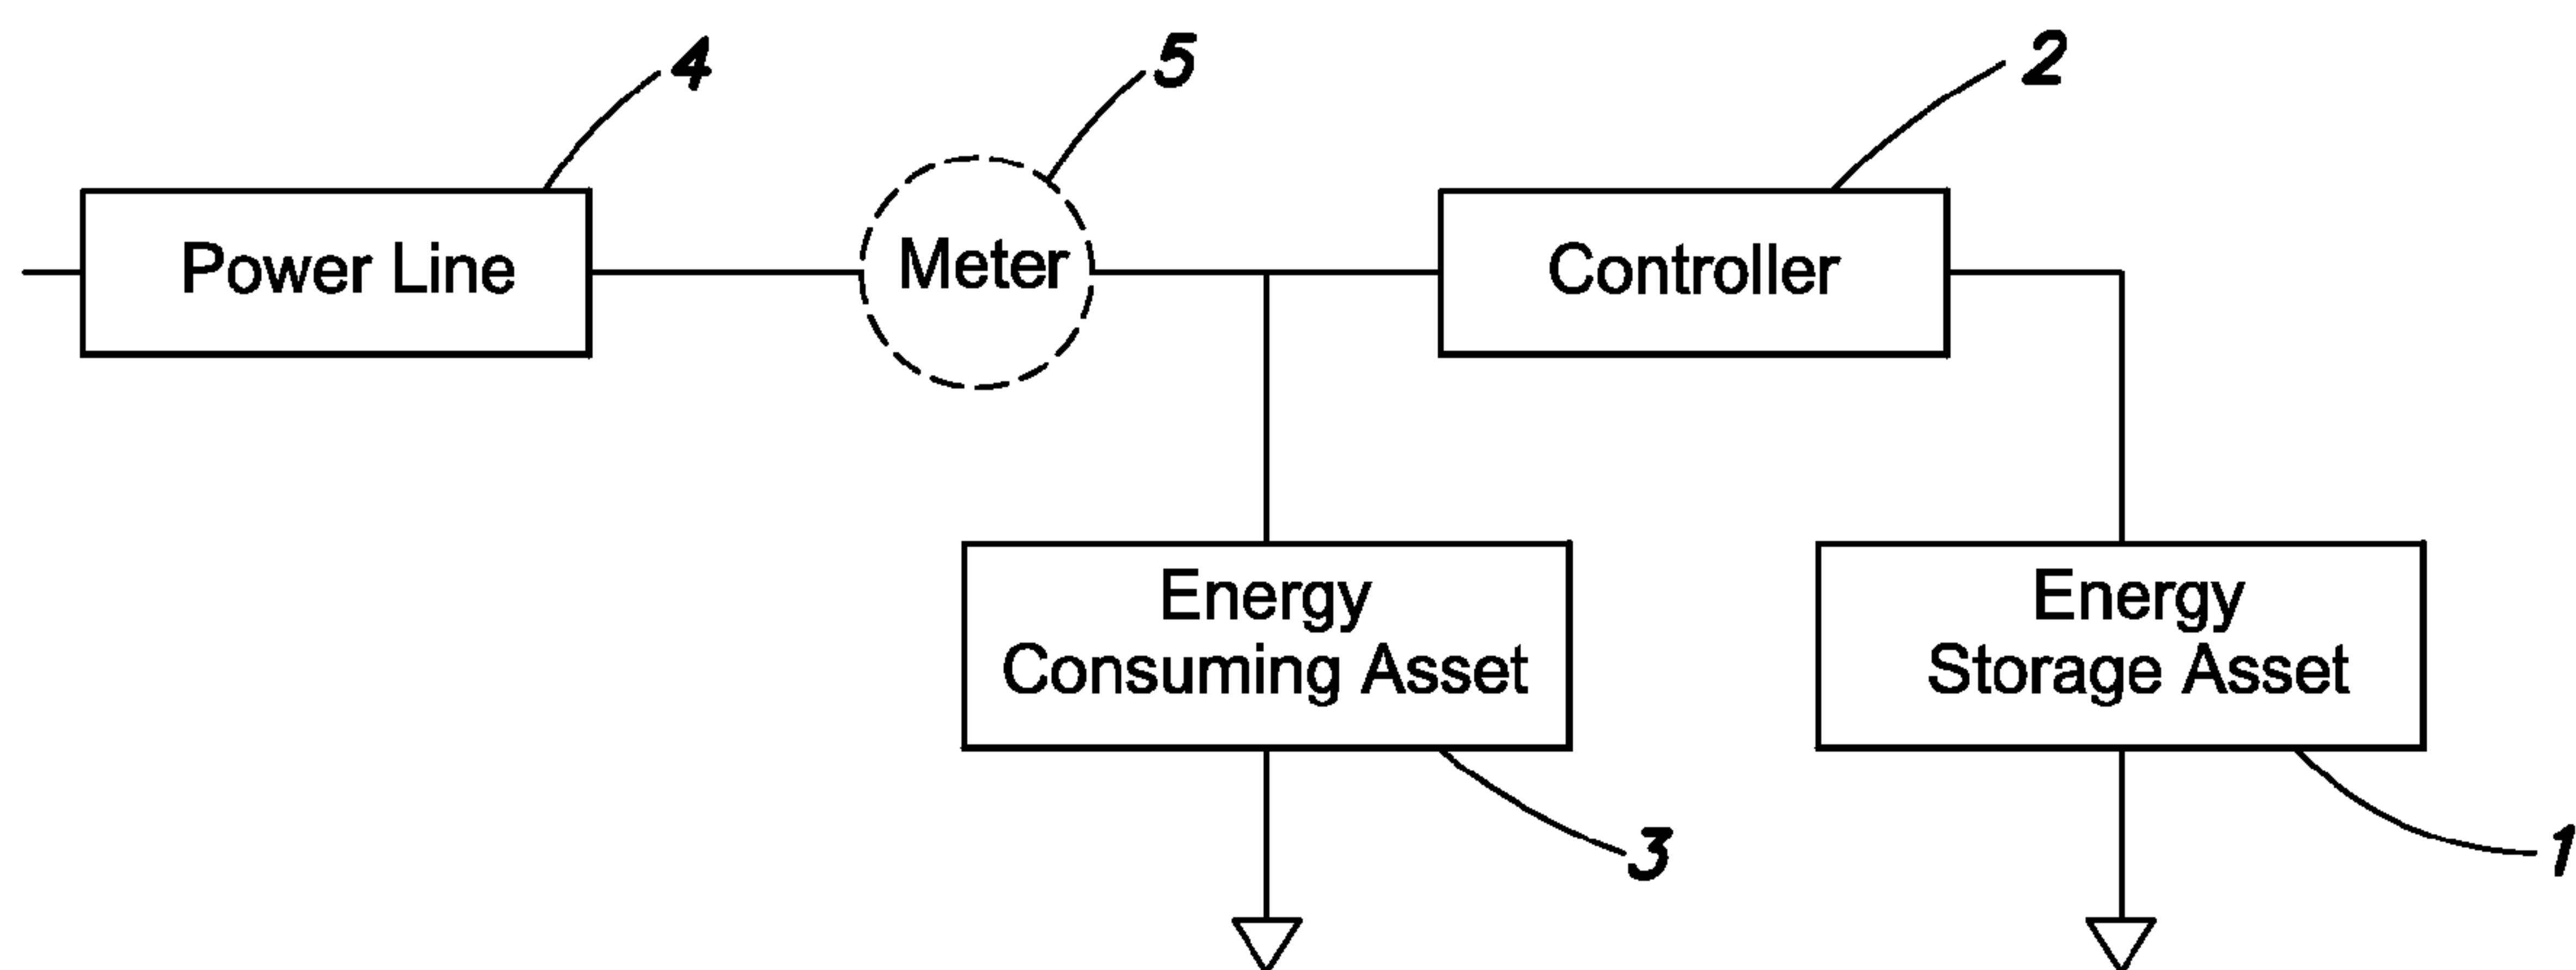 4
5
2
Power Line
Meter
Controller
Energy
Consuming Asset
Energy
Storage Asset
3
1